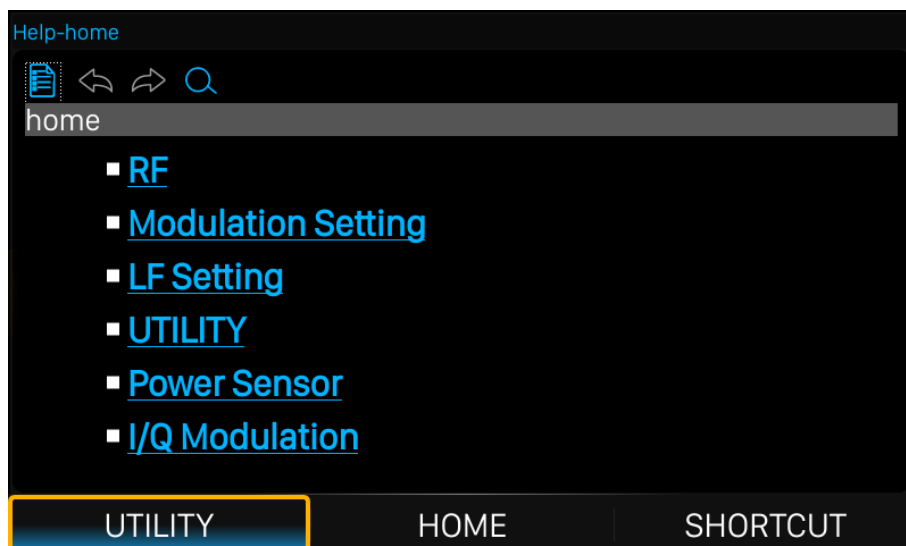 Help-home
home
RF
Modulation Setting
LF Setting
UTILITY
Power Sensor
I/Q Modulation
UTILITY HOME SHORTCUT